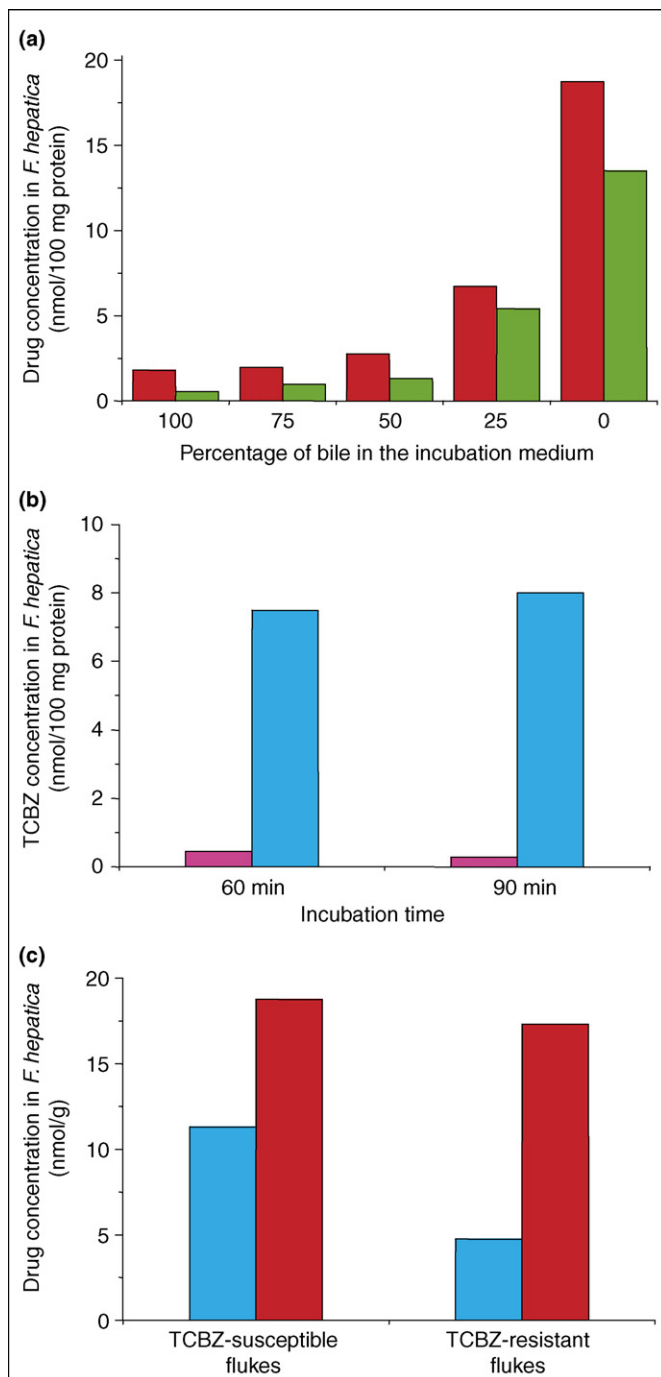 (a)
Drug concentration in F. hepatica
(nmol/100 mg protein)
20
15
10
5
0
100 75 50 25 0
Percentage of bile in the incubation medium
(b)
TCBZ concentration in F. hepatica
(nmol/100 mg protein)
10
8
6
4
2
0
60 min 90 min
Incubation time
(c)
Drug concentration in F. hepatica
(nmol/g)
20
15
10
5
0
TCBZ-susceptible TCBZ-resistant
flukes flukes